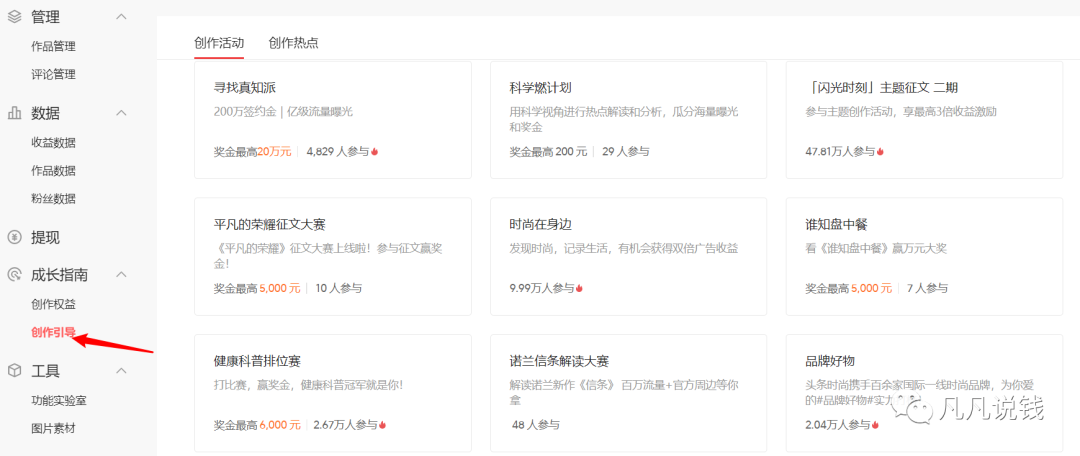 管理
作品管理
评论管理
数据
收益数据
作品数据
粉丝数据
提现
成长指南
创作权益
创作引导
工具
功能实验室
图片素材
创作活动 创作热点
寻找真知派
200万签约金｜亿级流量曝光
奖金最高20万元 4,829 人参与
科学燃计划
用科学视角进行热点解读和分析，瓜分海量曝光
和奖金
奖金最高 200 元 29 人参与
「闪光时刻」主题征文 二期
参与主题创作活动，享最高3倍收益激励
47.81万人参与
平凡的荣耀征文大赛
《平凡的荣耀》征文大赛上线啦！参与征文赢奖
金！
奖金最高 5,000 元 10 人参与
时尚在身边
发现时尚，记录生活，有机会获得双倍广告收益
9.99万人参与
谁知盘中餐
看《谁知盘中餐》赢万元大奖
奖金最高 5,000 元 7 人参与
健康科普排位赛
打比赛，赢奖金，健康科普冠军就是你！
奖金最高 6,000 元 2.67万人参与
诺兰信条解读大赛
解读诺兰新作《信条》 百万流量+官方周边等你
拿
48 人参与
品牌好物
头条时尚携手百余家国际一线时尚品牌，为你爱
的#品牌好物#实力
2.04万人参与
凡凡说钱